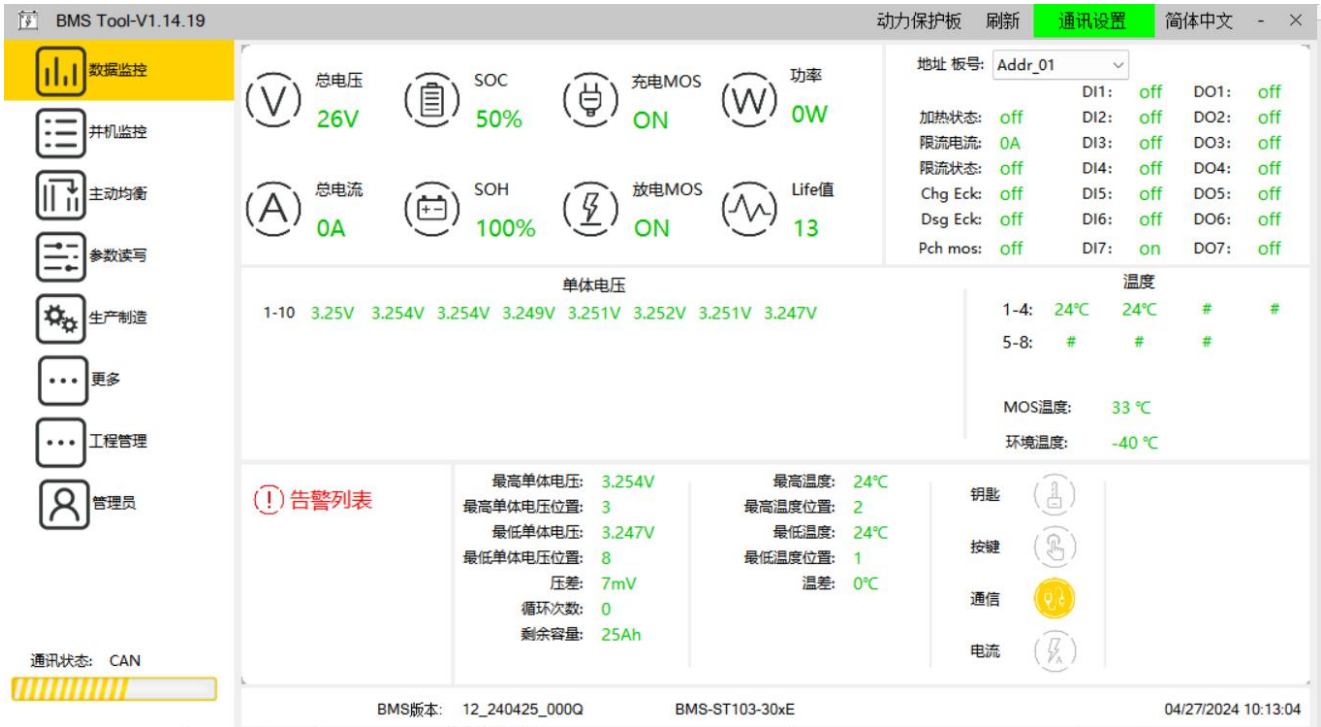 BMS Tool-V1.14.19 动力保护板 刷新 通讯设置 简体中文 - ×
数据监控
并机监控
主动均衡
参数读写
生产制造
更多
工程管理
管理员
通讯状态: CAN
总电压 SOC 充电MOS 功率
26V 50% ON 0W
总电流 SOH 放电MOS Life值
0A 100% ON 13
地址 板号: Addr_01
DI1: off DO1: off
加热状态: off DI2: off DO2: off
限流电流: 0A DI3: off DO3: off
限流状态: off DI4: off DO4: off
Chg Eck: off DI5: off DO5: off
Dsg Eck: off DI6: off DO6: off
Pch mos: off DI7: on DO7: off
单体电压
1-10 3.25V 3.254V 3.254V 3.249V 3.251V 3.252V 3.251V 3.247V
温度
1-4: 24℃ 24℃ # #
5-8: # # #
MOS温度: 33 ℃
环境温度: -40 ℃
告警列表
最高单体电压: 3.254V 最高温度: 24℃
最高单体电压位置: 3 最高温度位置: 2
最低单体电压: 3.247V 最低温度: 24℃
最低单体电压位置: 8 最低温度位置: 1
压差: 7mV 温差: 0℃
循环次数: 0
剩余容量: 25Ah
钥匙
按键
通信
电流
BMS版本: 12_240425_000Q BMS-ST103-30xE 04/27/2024 10:13:04